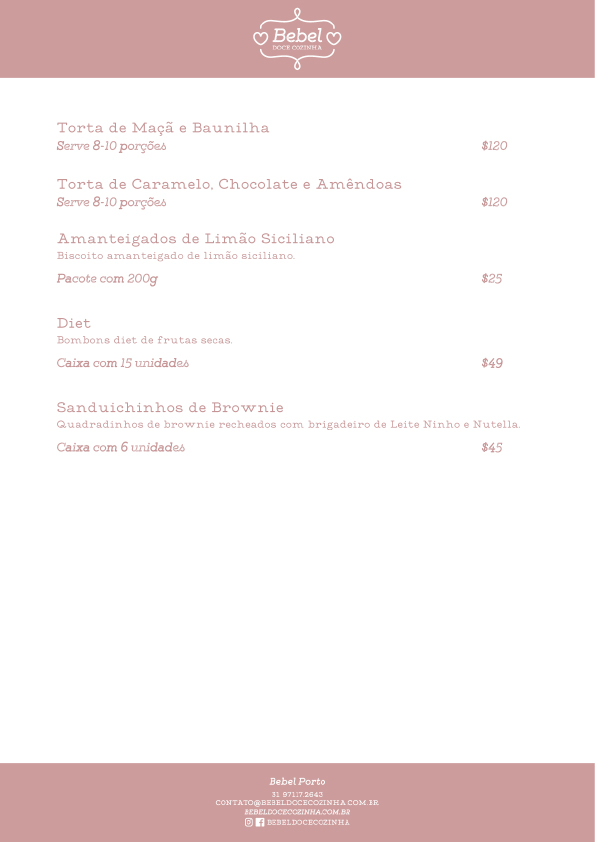 Bebel
DOCE COZINHA
Torta de Maçã e Baunilha
Serve 8-10 porções $120
Torta de Caramelo, Chocolate e Amêndoas
Serve 8-10 porções $120
Amanteigados de Limão Siciliano
Biscoito amanteigado de limão siciliano.
Pacote com 200g $25
Diet
Bombons diet de frutas secas.
Caixa com 15 unidades $49
Sanduichinhos de Brownie
Quadradinhos de brownie recheados com brigadeiro de Leite Ninho e Nutella.
Caixa com 6 unidades $45
Bebel Porto
31 97117.2643
CONTATO@BEBELDOCECOZINHA.COM.BR
BEBELDOCECOZINHA.COM.BR
BEBELDOCECOZINHA